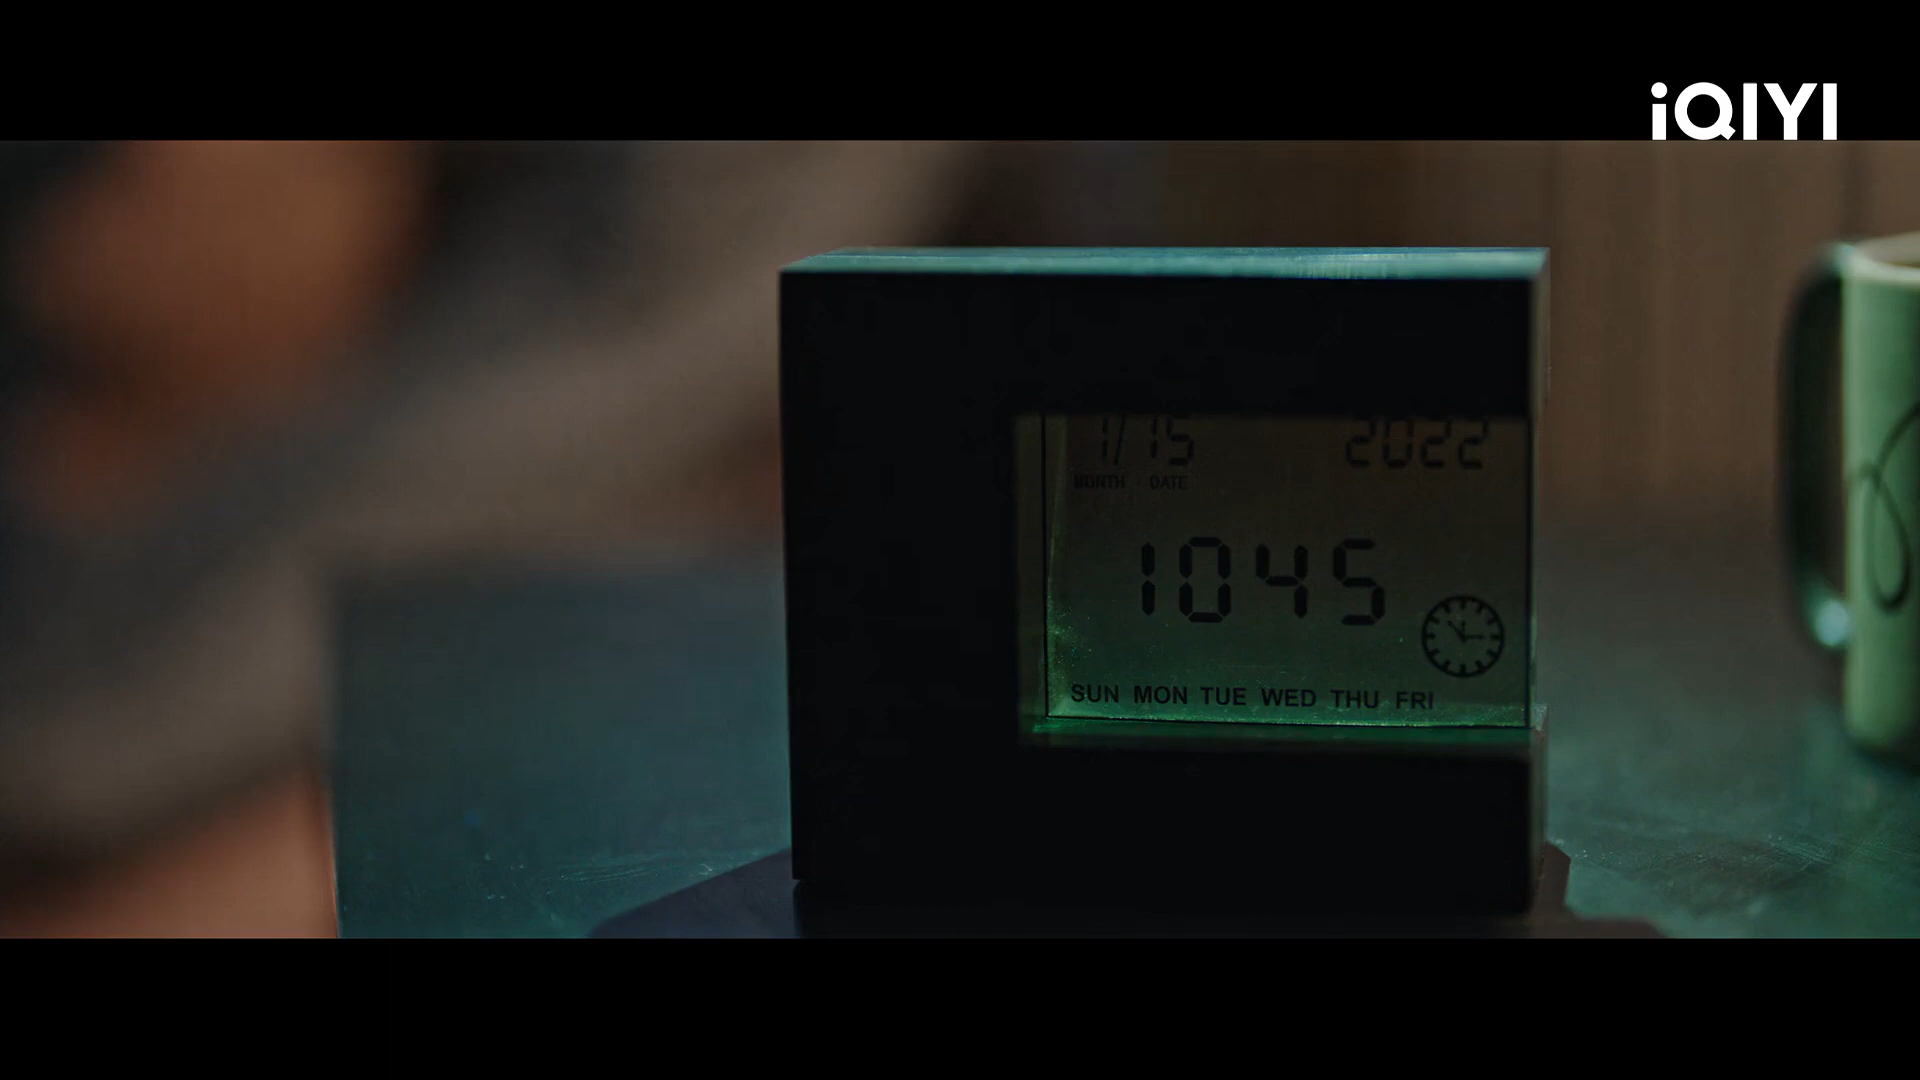 iQIYI
1/15 2022
MONTH DATE
1045
SUN MON TUE WED THU FRI